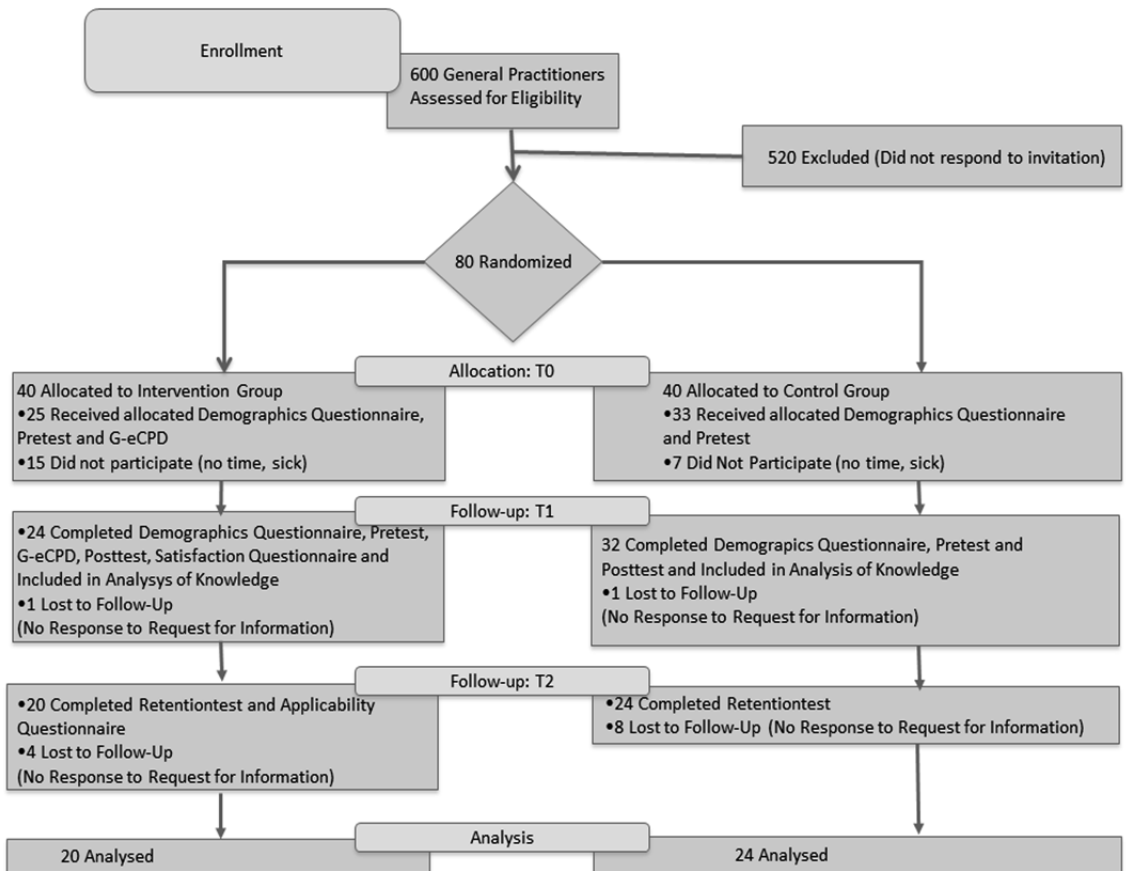 Enrollment
600 General Practitioners
Assessed for Eligibility
520 Excluded (Did not respond to invitation)
80 Randomized
Allocation: T0
40 Allocated to Intervention Group
•25 Received allocated Demographics Questionnaire,
Pretest and G-eCPD
•15 Did not participate (no time, sick)
40 Allocated to Control Group
•33 Received allocated Demographics Questionnaire
and Pretest
•7 Did Not Participate (no time, sick)
Follow-up: T1
•24 Completed Demographics Questionnaire, Pretest,
G-eCPD, Posttest, Satisfaction Questionnaire and
Included in Analysys of Knowledge
•1 Lost to Follow-Up
(No Response to Request for Information)
32 Completed Demograpics Questionnaire, Pretest and
Posttest and Included in Analysis of Knowledge
•1 Lost to Follow-Up
(No Response to Request for Information)
Follow-up: T2
•20 Completed Retentiontest and Applicability
Questionnaire
•4 Lost to Follow-Up
(No Response to Request for Information)
•24 Completed Retentiontest
•8 Lost to Follow-Up (No Response to Request for Information)
Analysis
20 Analysed
24 Analysed